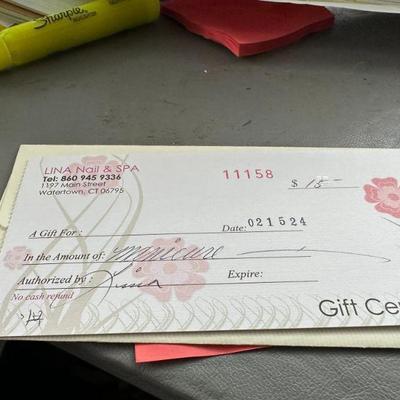 Sharpie
LINA Nail & SPA
Tel: 860 945 9336
1197 Main Street
Watertown, CT 06795
11158
$ 15
A Gift For:
Date: 021524
In the Amount of: manicure
Authorized by: Lina
Expire:
No cash refund
Gift Cer